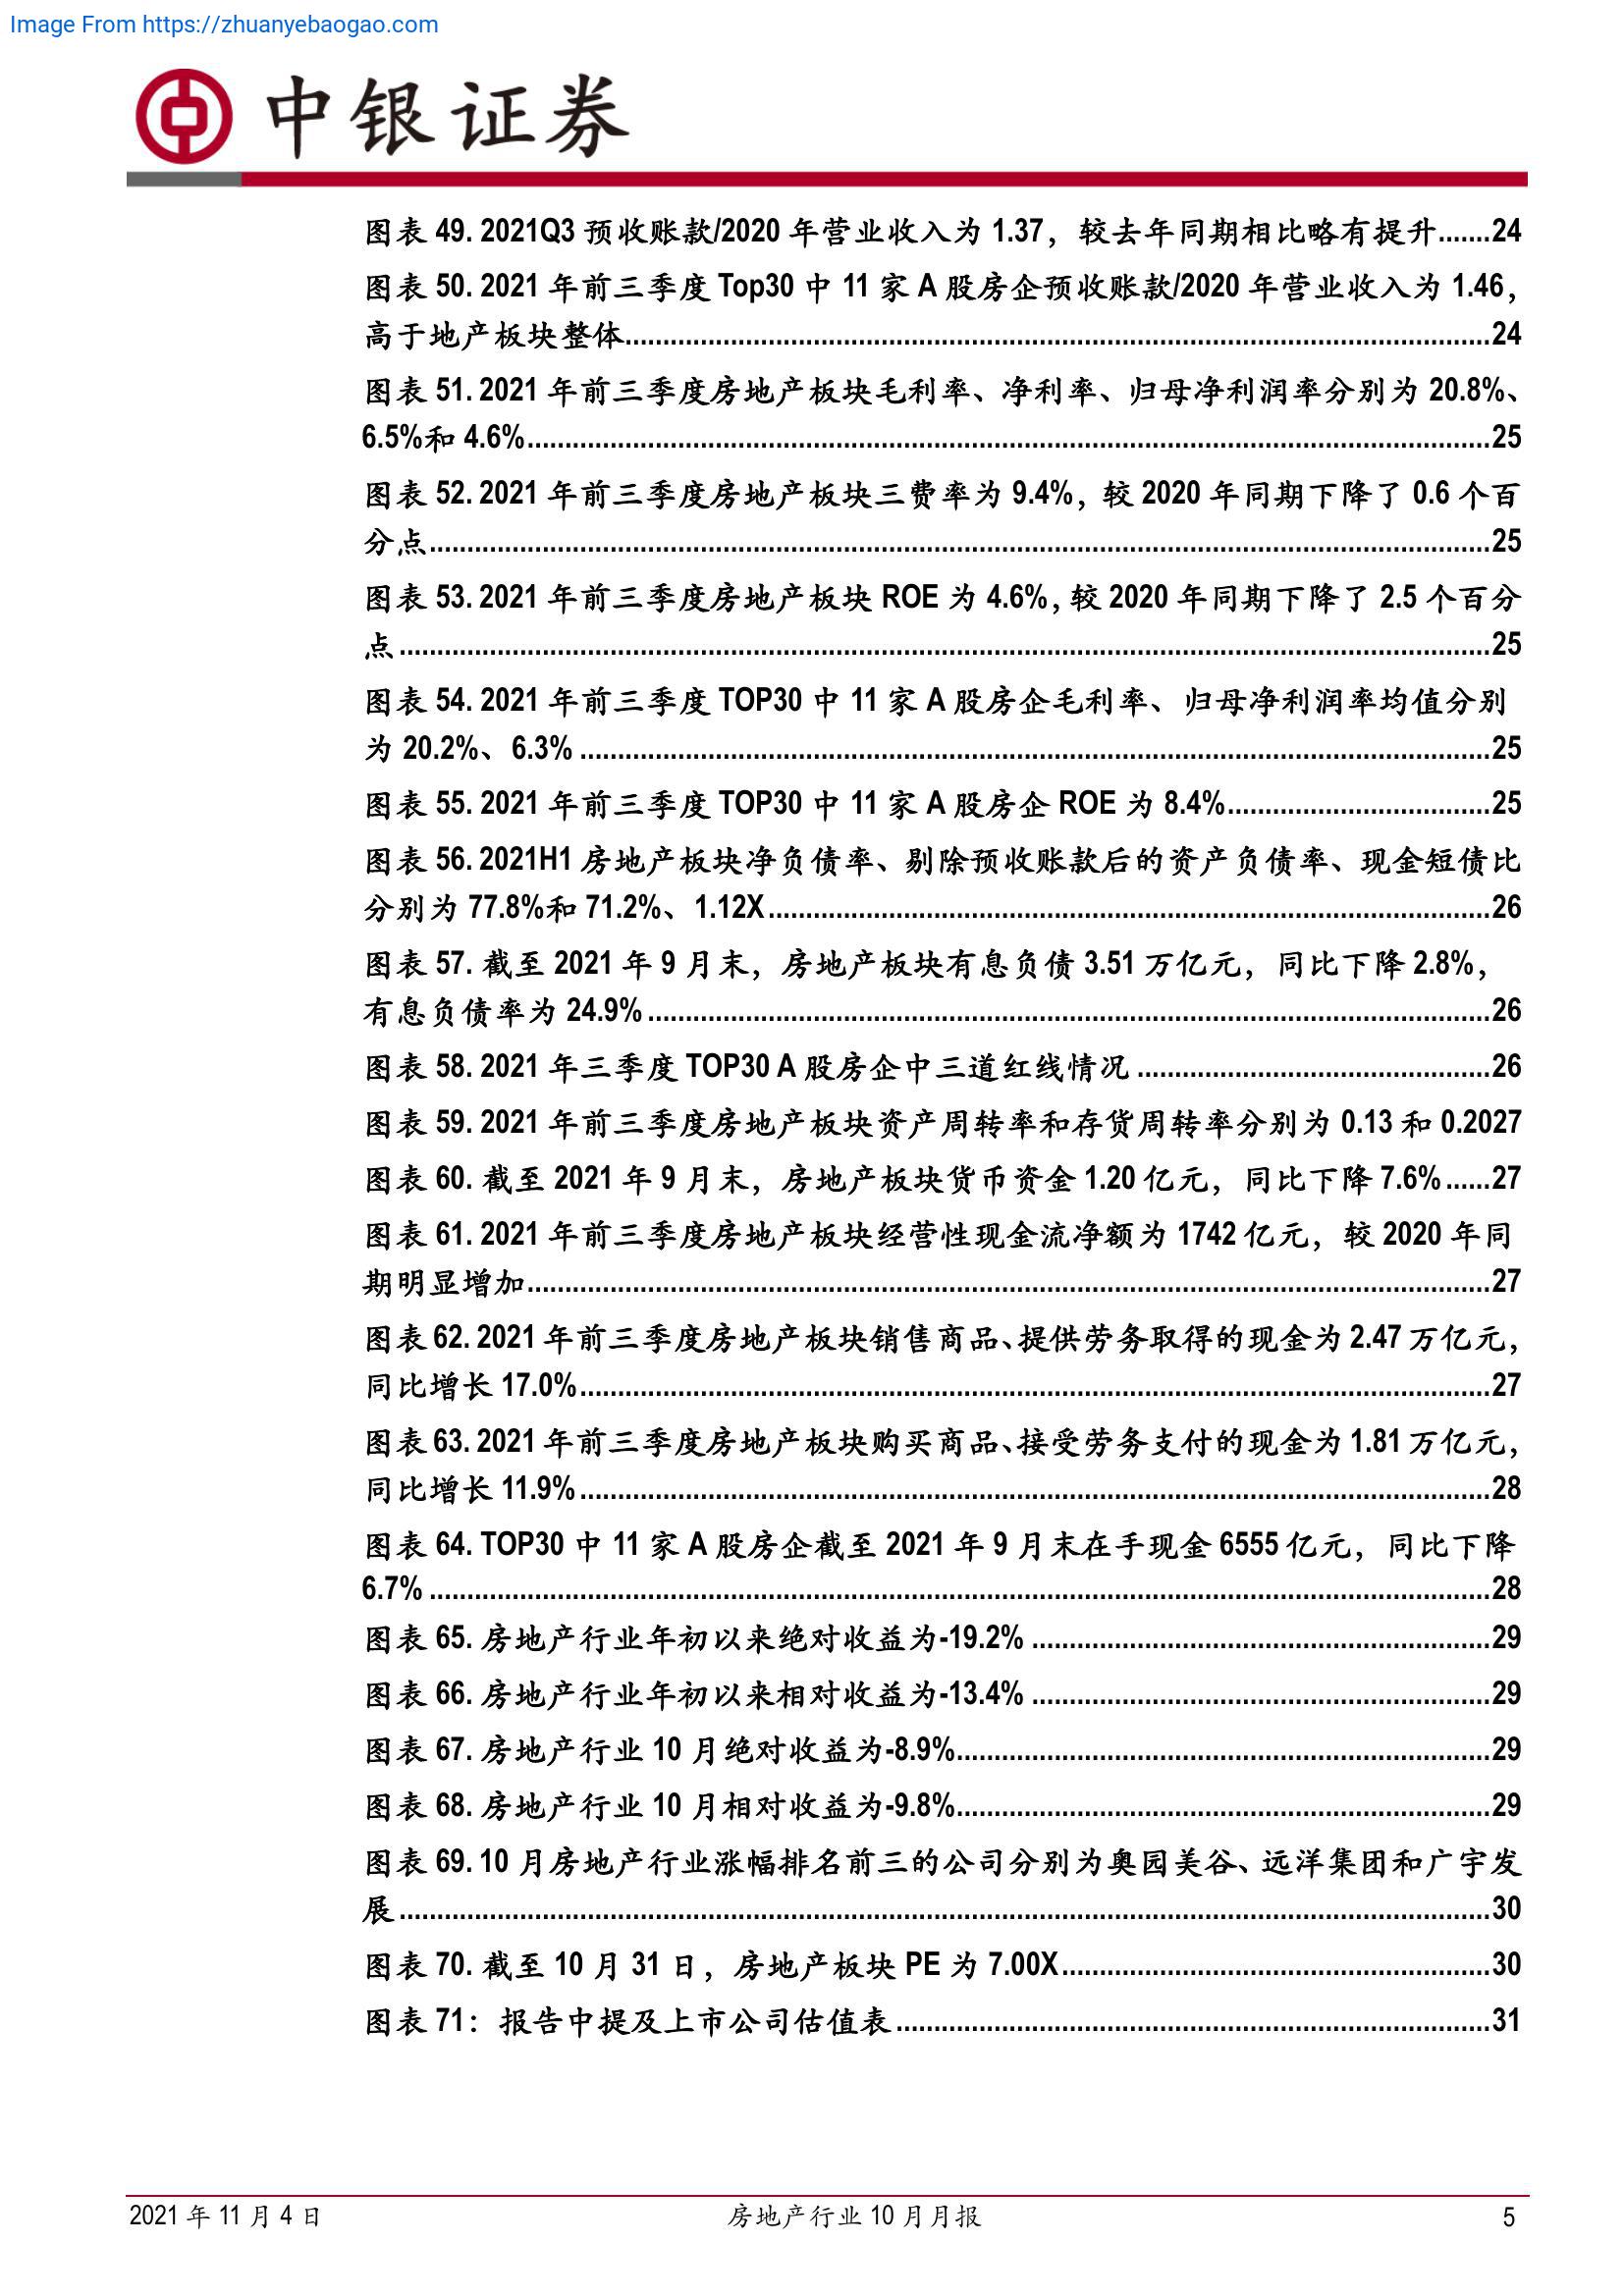 Image From https://zhuanyebaogao.com
中银证券
图表 49. 2021Q3 预收账款/2020 年营业收入为 1.37，较去年同期相比略有提升.......24
图表 50. 2021 年前三季度 Top30 中 11 家 A 股房企预收账款/2020 年营业收入为 1.46，
高于地产板块整体....................24
图表 51. 2021 年前三季度房地产板块毛利率、净利率、归母净利润率分别为 20.8%、
6.5%和 4.6%....................25
图表 52. 2021 年前三季度房地产板块三费率为 9.4%，较 2020 年同期下降了 0.6 个百
分点....................25
图表 53. 2021 年前三季度房地产板块 ROE 为 4.6%，较 2020 年同期下降了 2.5 个百分
点....................25
图表 54. 2021 年前三季度 TOP30 中 11 家 A 股房企毛利率、归母净利润率均值分别
为 20.2%、6.3%....................25
图表 55. 2021 年前三季度 TOP30 中 11 家 A 股房企 ROE 为 8.4%....................25
图表 56. 2021H1 房地产板块净负债率、剔除预收账款后的资产负债率、现金短债比
分别为 77.8%和 71.2%、1.12X....................26
图表 57. 截至 2021 年 9 月末，房地产板块有息负债 3.51 万亿元，同比下降 2.8%，
有息负债率为 24.9%....................26
图表 58. 2021 年三季度 TOP30 A 股房企中三道红线情况....................26
图表 59. 2021 年前三季度房地产板块资产周转率和存货周转率分别为 0.13 和 0.2027
图表 60. 截至 2021 年 9 月末，房地产板块货币资金 1.20 亿元，同比下降 7.6%......27
图表 61. 2021 年前三季度房地产板块经营性现金流净额为 1742 亿元，较 2020 年同
期明显增加....................27
图表 62. 2021 年前三季度房地产板块销售商品、提供劳务取得的现金为 2.47 万亿元，
同比增长 17.0%....................27
图表 63. 2021 年前三季度房地产板块购买商品、接受劳务支付的现金为 1.81 万亿元，
同比增长 11.9%....................28
图表 64. TOP30 中 11 家 A 股房企截至 2021 年 9 月末在手现金 6555 亿元，同比下降
6.7%....................28
图表 65. 房地产行业年初以来绝对收益为-19.2%....................29
图表 66. 房地产行业年初以来相对收益为-13.4%....................29
图表 67. 房地产行业 10 月绝对收益为-8.9%....................29
图表 68. 房地产行业 10 月相对收益为-9.8%....................29
图表 69. 10 月房地产行业涨幅排名前三的公司分别为奥园美谷、远洋集团和广宇发
展....................30
图表 70. 截至 10 月 31 日，房地产板块 PE 为 7.00X....................30
图表 71：报告中提及上市公司估值表....................31
2021 年 11 月 4 日
房地产行业 10 月月报
5